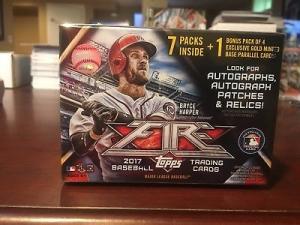 7 PACKS INSIDE
+1 BONUS PACK OF 4
EXCLUSIVE GOLD MINTED
BASE PARALLEL CARDS!
LOOK FOR
AUTOGRAPHS,
AUTOGRAPH
PATCHES
& RELICS!
BRYCE
HARPER
FIRE
2017 Topps TRADING
BASEBALL CARDS
MAJOR LEAGUE BASEBALL